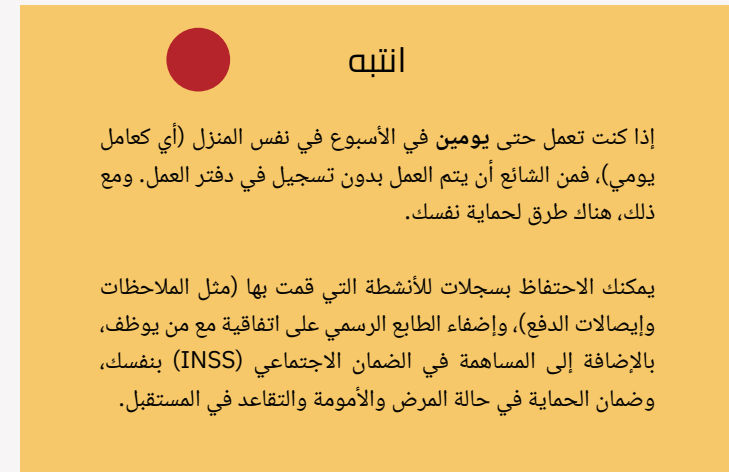 انتبه
إذا كنت تعمل حتى يومين في الأسبوع في نفس المنزل (أي كعامل
يومي)، فمن الشائع أن يتم العمل بدون تسجيل في دفتر العمل. ومع
ذلك، هناك طرق لحماية نفسك.
يمكنك الاحتفاظ بسجلات للأنشطة التي قمت بها (مثل الملاحظات
وإيصالات الدفع)، وإضفاء الطابع الرسمي على اتفاقية مع من يوظف،
بالإضافة إلى المساهمة في الضمان الاجتماعي (INSS) بنفسك،
وضمان الحماية في حالة المرض والأمومة والتقاعد في المستقبل.